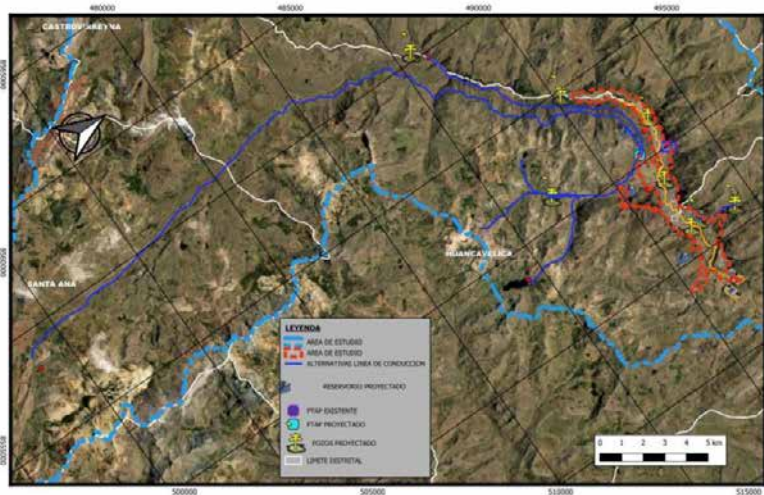 480000 485000 490000 495000
CASTROVIRREYNA
HUANCAVELICA
SANTA ANA
LEYENDA
AREA DE ESTUDIO
AREA DE ESTUDIO
ALTERNATIVAS LINEA DE CONDUCCION
RESERVORIO PROYECTADO
PTAP EXISTENTE
PTAP PROYECTADO
POZOS PROYECTADO
LIMITE DISTRITAL
0 1 2 3 4 5 km
500000 505000 510000 515000